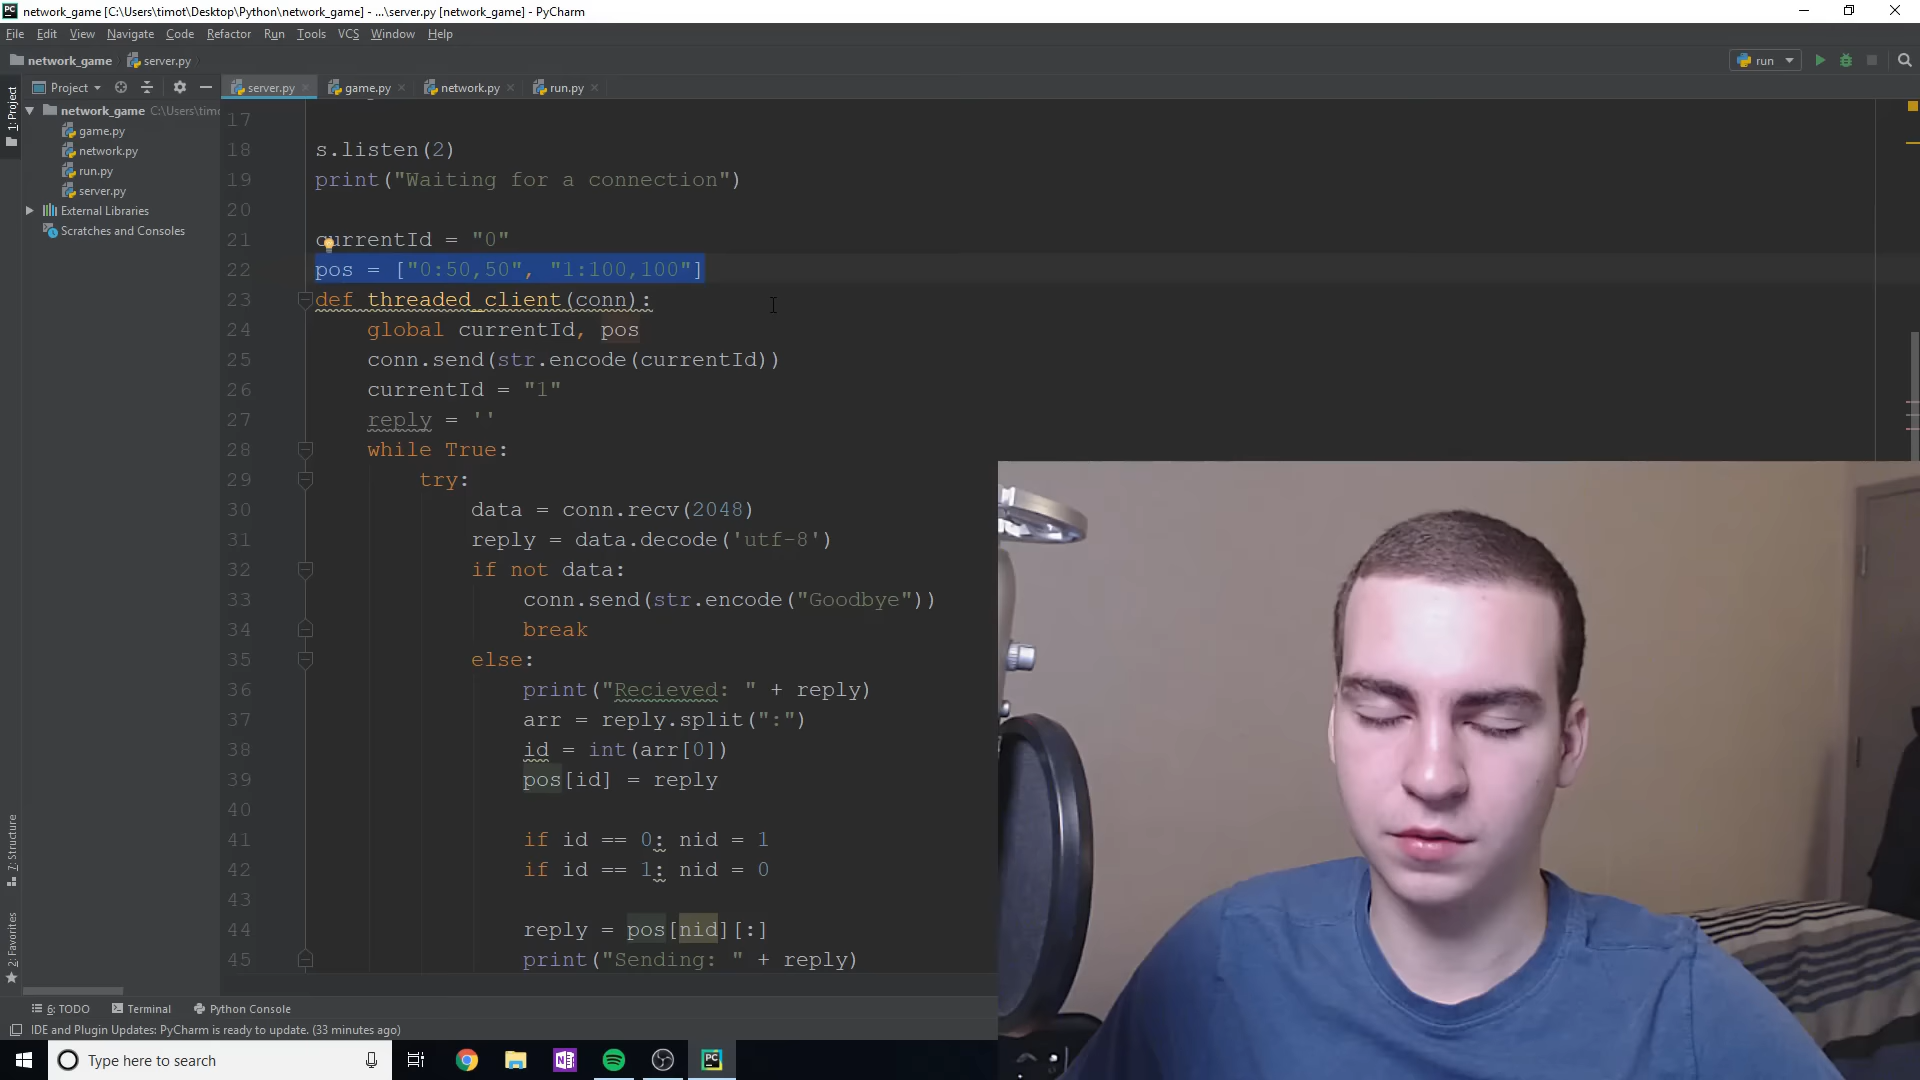 network_game [C:\Users\timot\Desktop\Python\network_game] - ...\server.py [network_game] - PyCharm
File Edit View Navigate Code Refactor Run Tools VCS Window Help
network_game server.py run
Project server.py game.py network.py run.py
1: Project
network_game C:\Users\timo
game.py
network.py
run.py
server.py
External Libraries
Scratches and Consoles
17
18 s.listen(2)
19 print("Waiting for a connection")
20
21 currentId = "0"
22 pos = ["0:50,50", "1:100,100"]
23 def threaded_client(conn):
24 global currentId, pos
25 conn.send(str.encode(currentId))
26 currentId = "1"
27 reply = ''
28 while True:
29 try:
30 data = conn.recv(2048)
31 reply = data.decode('utf-8')
32 if not data:
33 conn.send(str.encode("Goodbye"))
34 break
35 else:
36 print("Recieved: " + reply)
37 arr = reply.split(":")
38 id = int(arr[0])
39 pos[id] = reply
40
41 if id == 0: nid = 1
42 if id == 1: nid = 0
43
44 reply = pos[nid][:]
45 print("Sending: " + reply)
7: Structure
2: Favorites
6: TODO Terminal Python Console
IDE and Plugin Updates: PyCharm is ready to update. (33 minutes ago)
Type here to search